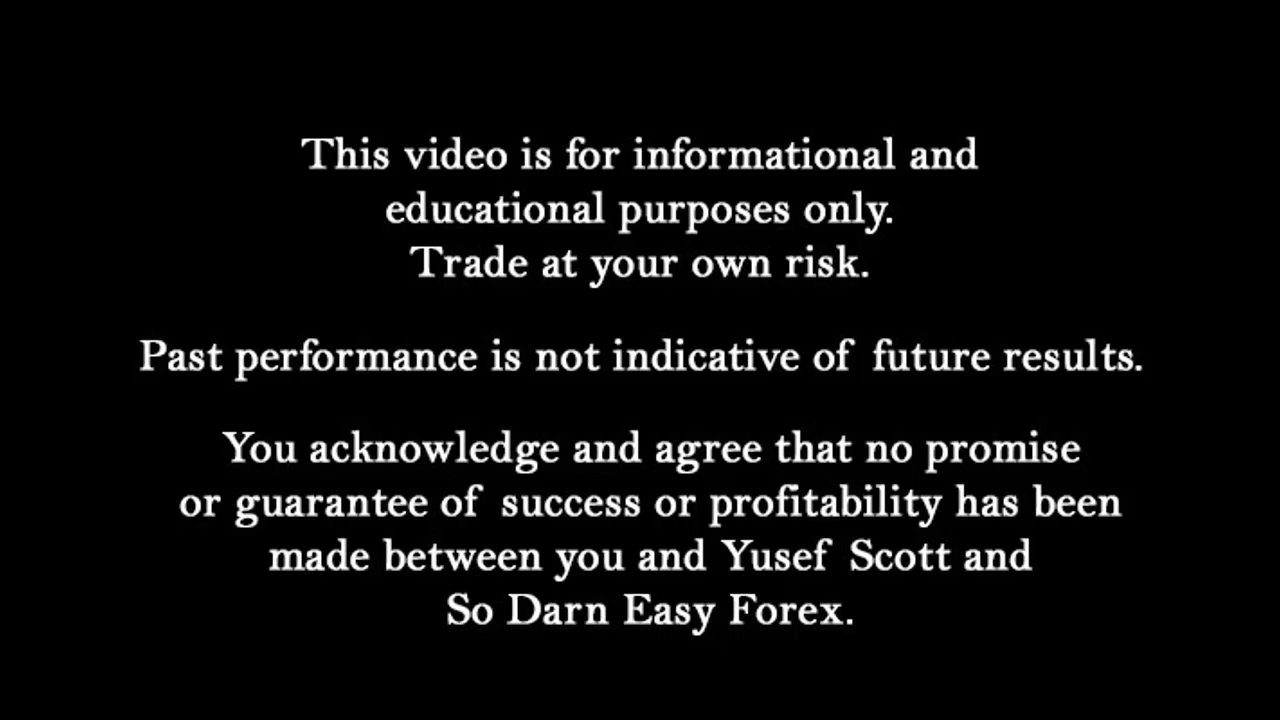 This video is for informational and
educational purposes only.
Trade at your own risk.
Past performance is not indicative of future results.
You acknowledge and agree that no promise
or guarantee of success or profitability has been
made between you and Yusef Scott and
So Darn Easy Forex.